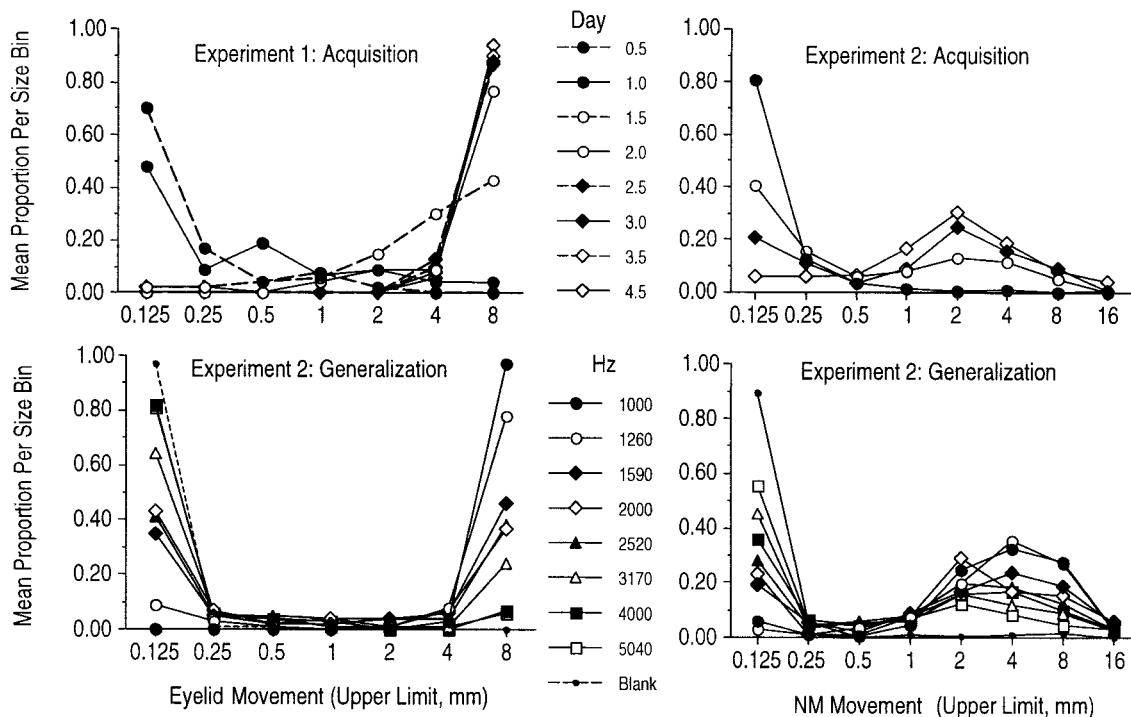 Mean Proportion Per Size Bin
1.00
0.80
0.60
0.40
0.20
0.00
Experiment 1: Acquisition
0.125 0.25 0.5 1 2 4 8
Day
0.5
1.0
1.5
2.0
2.5
3.0
3.5
4.5
1.00
0.80
0.60
0.40
0.20
0.00
Experiment 2: Acquisition
0.125 0.25 0.5 1 2 4 8 16
Mean Proportion Per Size Bin
1.00
0.80
0.60
0.40
0.20
0.00
Experiment 2: Generalization
0.125 0.25 0.5 1 2 4 8
Eyelid Movement (Upper Limit, mm)
Hz
1000
1260
1590
2000
2520
3170
4000
5040
Blank
1.00
0.80
0.60
0.40
0.20
0.00
Experiment 2: Generalization
0.125 0.25 0.5 1 2 4 8 16
NM Movement (Upper Limit, mm)